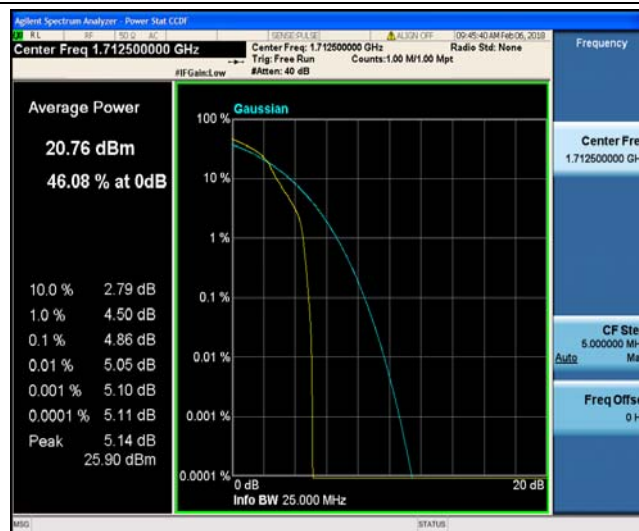 Agilent Spectrum Analyzer - Power Stat CCDF
RL RF 50 Ω AC SENSE:PULSE ALIGN OFF 09:45:40 AM Feb 06, 2018
Center Freq 1.712500000 GHz
Center Freq: 1.712500000 GHz Radio Std: None
Trig: Free Run Counts:1.00 M/1.00 Mpt
#IFGain:Low #Atten: 40 dB
Frequency
Average Power
20.76 dBm
46.08 % at 0dB
10.0 % 2.79 dB
1.0 % 4.50 dB
0.1 % 4.86 dB
0.01 % 5.05 dB
0.001 % 5.10 dB
0.0001 % 5.11 dB
Peak 5.14 dB
25.90 dBm
Gaussian
100 %
10 %
1 %
0.1 %
0.01 %
0.001 %
0.0001 %
0 dB 20 dB
Info BW 25.000 MHz
Center Fre
1.712500000 GH
CF Ste
5.000000 MH
Auto Ma
Freq Offse
0 H
MSG STATUS